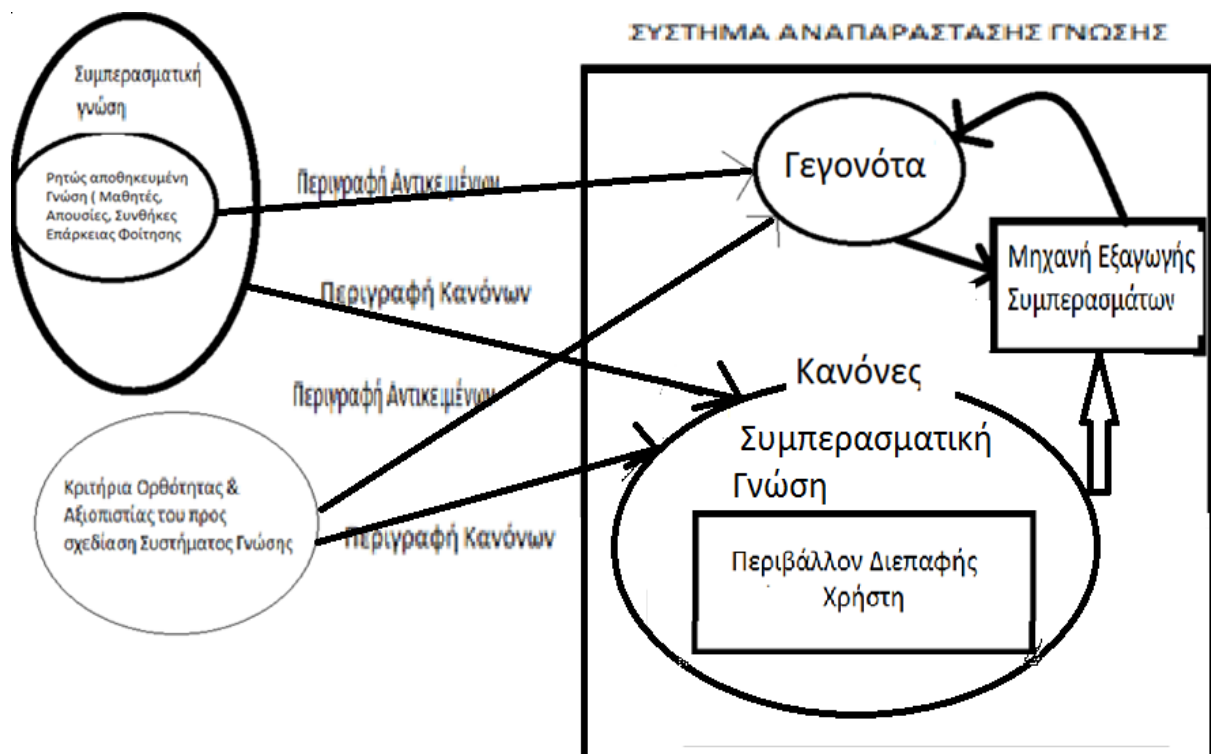 ΣΥΣΤΗΜΑ ΑΝΑΠΑΡΑΣΤΑΣΗΣ ΓΝΩΣΗΣ
Συμπερασματική
γνώση
Ρητώς αποθηκευμένη
Γνώση ( Μαθητές,
Απουσίες, Συνθήκες
Επάρκειας Φοίτησης
Περιγραφή Αντικειμένων
Περιγραφή Κανόνων
Περιγραφή Αντικειμένων
Περιγραφή Κανόνων
Κριτήρια Ορθότητας &
Αξιοπιστίας του προς
σχεδίαση Συστήματος Γνώσης
Γεγονότα
Μηχανή Εξαγωγής
Συμπερασμάτων
Κανόνες
Συμπερασματική
Γνώση
Περιβάλλον Διεπαφής
Χρήστη